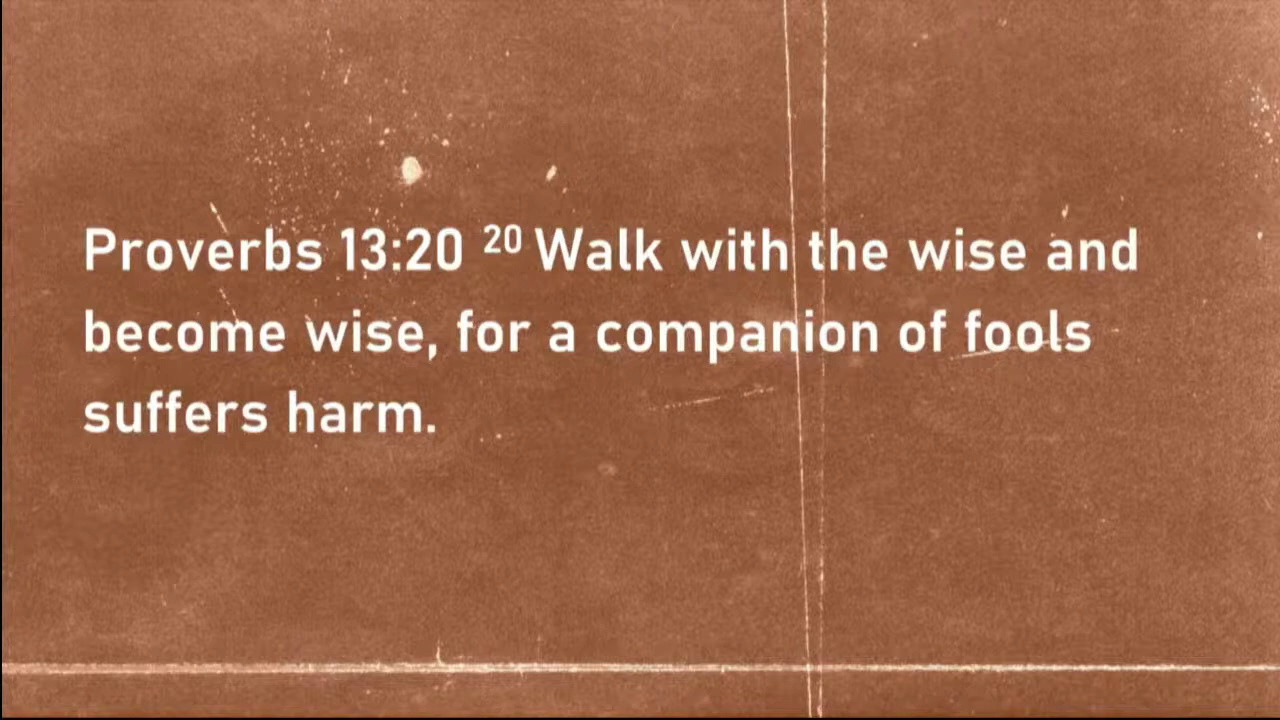 Proverbs 13:20 20 Walk with the wise and
become wise, for a companion of fools
suffers harm.